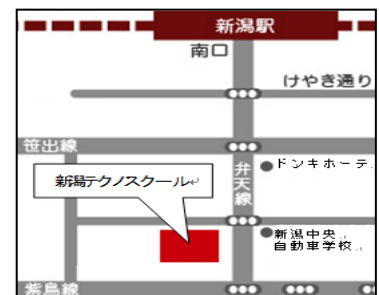 新潟駅
南口
けやき通り
笹出線
新潟テクノスクール
弁天線
ドンキホーテ
新潟中央
自動車学校
紫鳥線